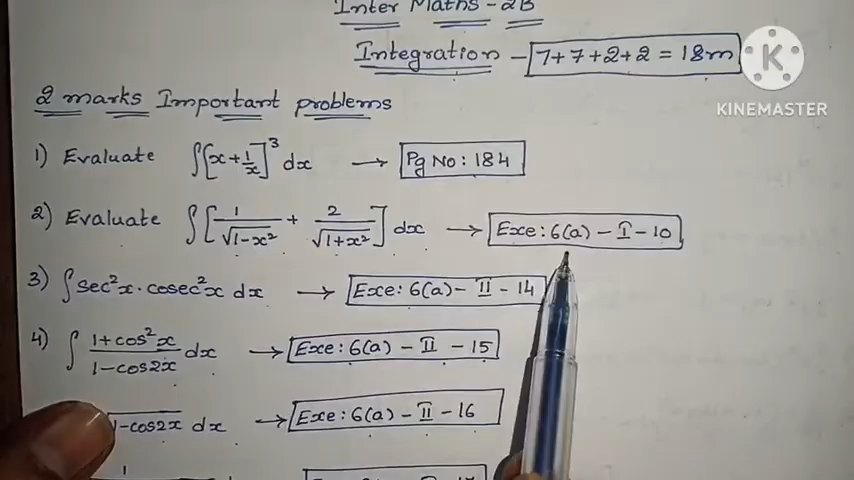 Inter Maths - 2B
Integration - 7+7+2+2 = 18m
KINEMASTER
2 marks Important problems
1) Evaluate ∫[x+1/x]³ dx → Pg No: 184
2) Evaluate ∫[1/√(1-x²) + 2/√(1+x²)] dx → Exe: 6(a) - I - 10
3) ∫sec²x·cosec²x dx → Exe: 6(a) - II - 14
4) ∫ (1+cos²x)/(1-cos2x) dx → Exe: 6(a) - II - 15
1-cos2x dx → Exe: 6(a) - II - 16